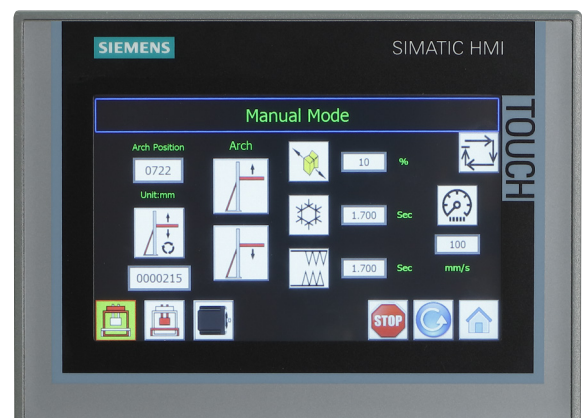 SIEMENS
SIMATIC HMI
TOUCH
Manual Mode
Arch Position
Arch
0722
10 %
Unit:mm
1.700 Sec
100
0000215
1.700 Sec
mm/s
STOP